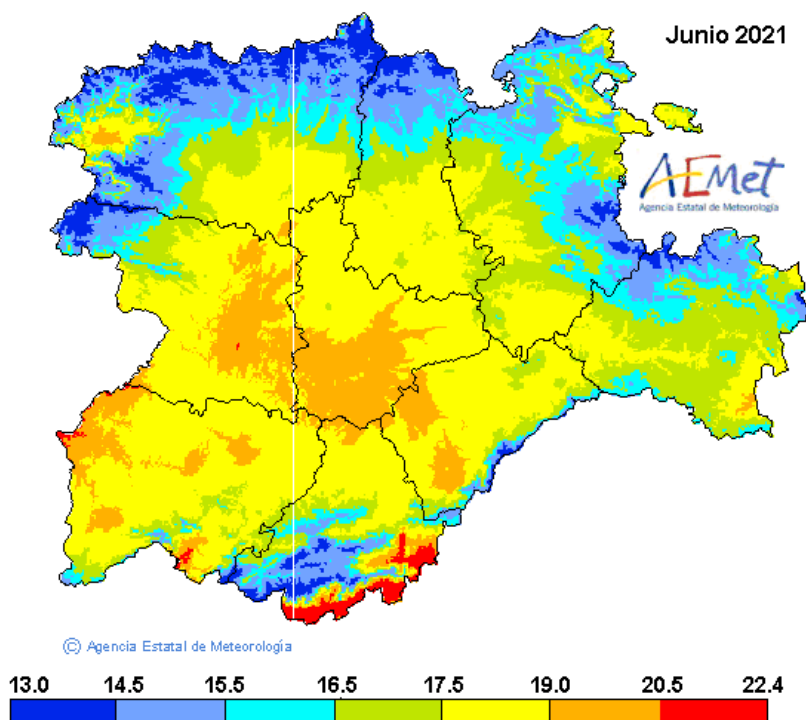 Junio 2021
AEMet
Agencia Estatal de Meteorología
© Agencia Estatal de Meteorología
13.0 14.5 15.5 16.5 17.5 19.0 20.5 22.4